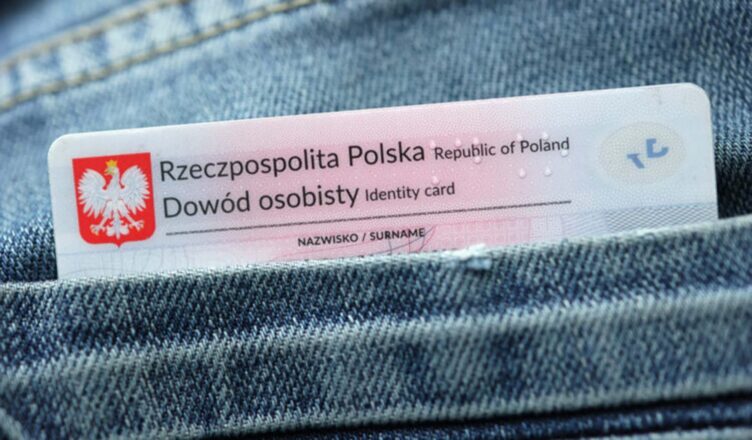 Rzeczpospolita Polska Republic of Poland
Dowód osobisty Identity card
NAZWISKO / SURNAME